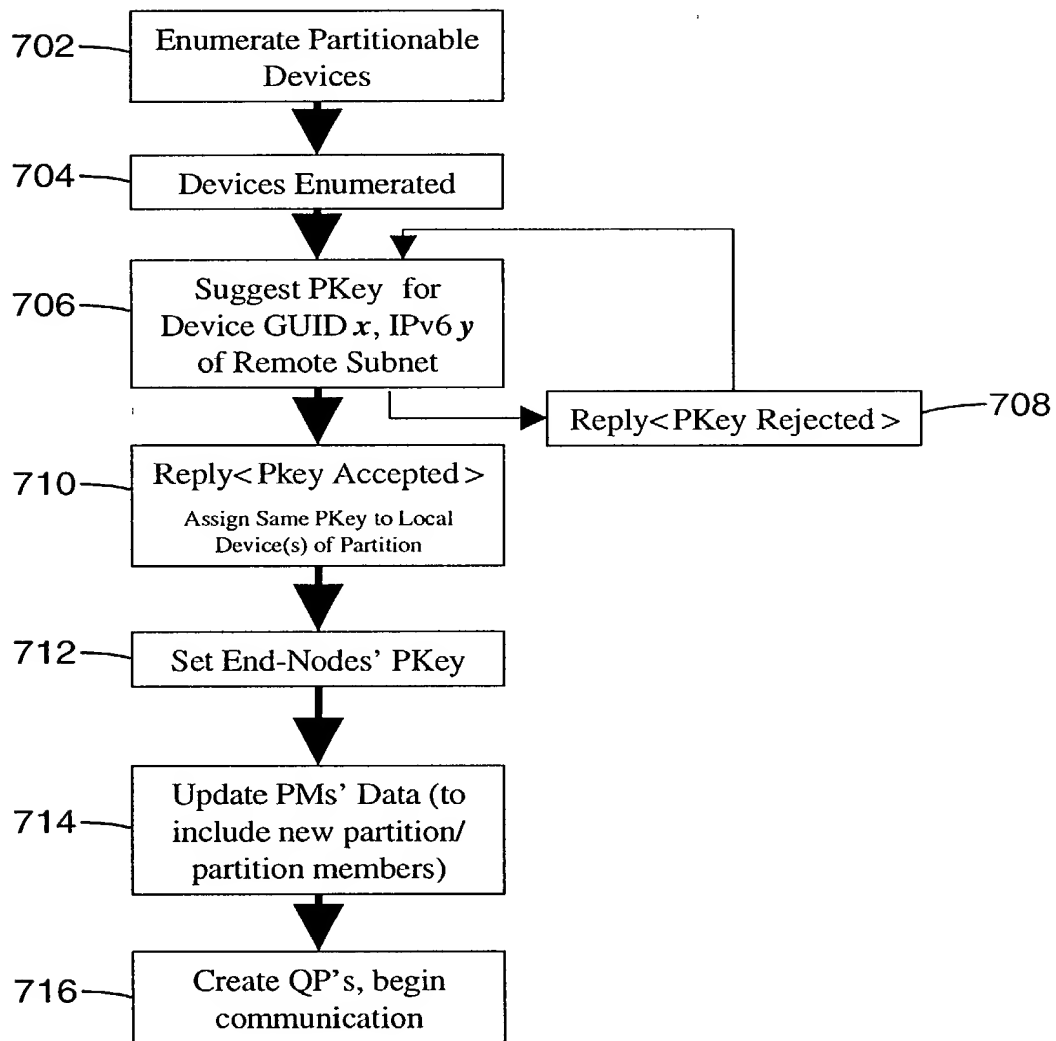 702
Enumerate Partitionable
Devices
704
Devices Enumerated
706
Suggest PKey for
Device GUID x, IPv6 y
of Remote Subnet
Reply<PKey Rejected>
708
710
Reply<Pkey Accepted>
Assign Same PKey to Local
Device(s) of Partition
712
Set End-Nodes' PKey
714
Update PMs' Data (to
include new partition/
partition members)
716
Create QP's, begin
communication